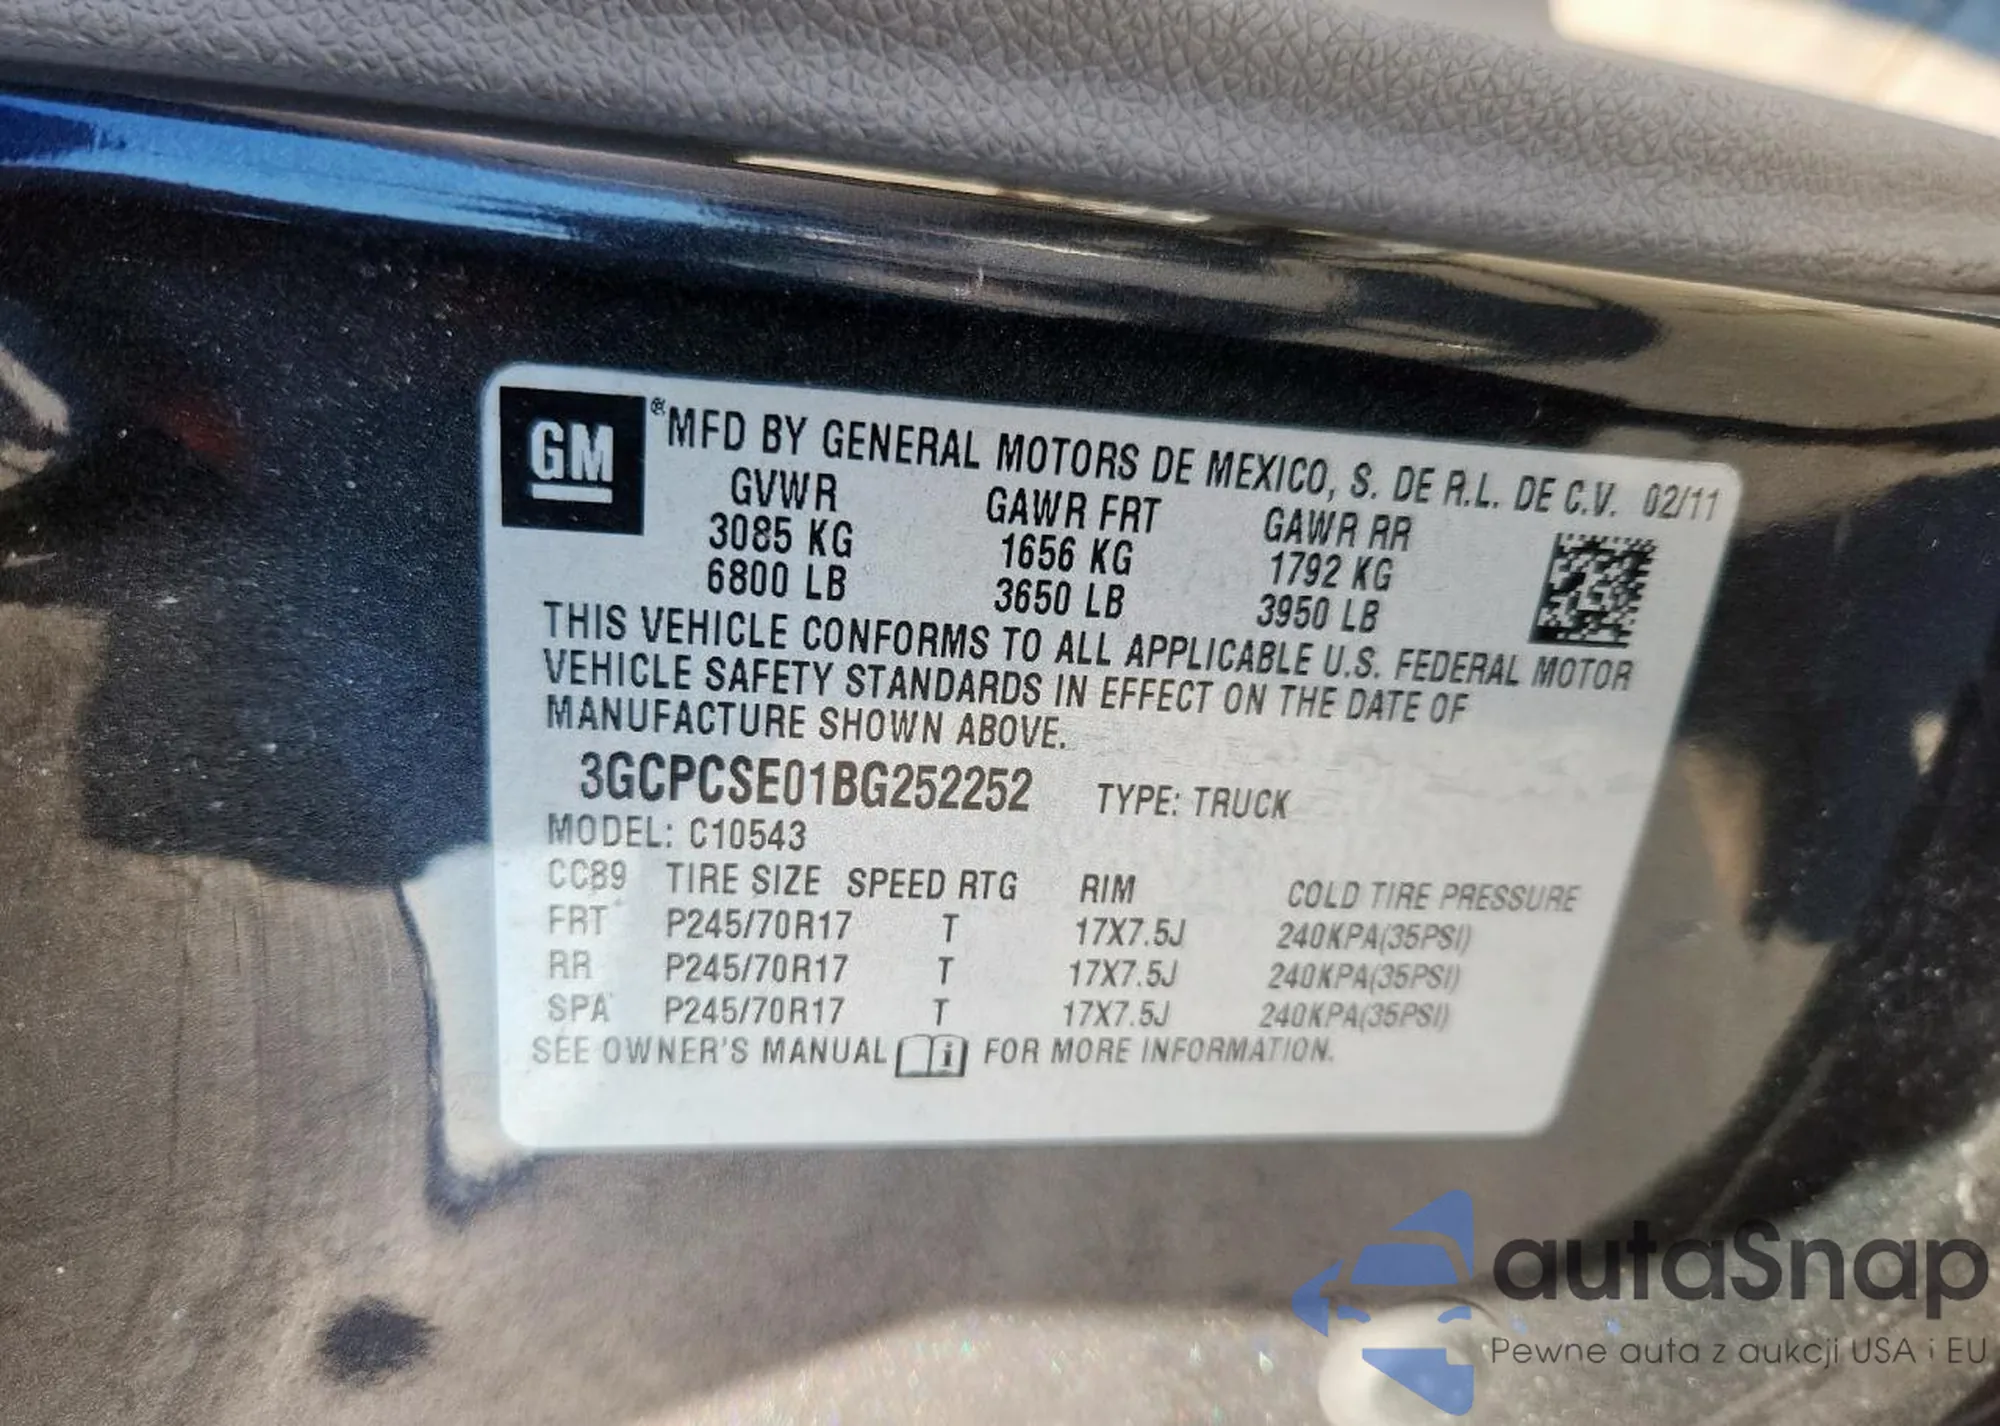 GM
® MFD BY GENERAL MOTORS DE MEXICO, S. DE R.L. DE C.V. 02/11
GVWR GAWR FRT GAWR RR
3085 KG 1656 KG 1792 KG
6800 LB 3650 LB 3950 LB
THIS VEHICLE CONFORMS TO ALL APPLICABLE U.S. FEDERAL MOTOR
VEHICLE SAFETY STANDARDS IN EFFECT ON THE DATE OF
MANUFACTURE SHOWN ABOVE.
3GCPCSE01BG252252 TYPE: TRUCK
MODEL: C10543
CC89 TIRE SIZE SPEED RTG RIM COLD TIRE PRESSURE
FRT P245/70R17 T 17X7.5J 240KPA(35PSI)
RR P245/70R17 T 17X7.5J 240KPA(35PSI)
SPA P245/70R17 T 17X7.5J 240KPA(35PSI)
SEE OWNER'S MANUAL i FOR MORE INFORMATION.
autaSnap
Pewne auta z aukcji USA i EU